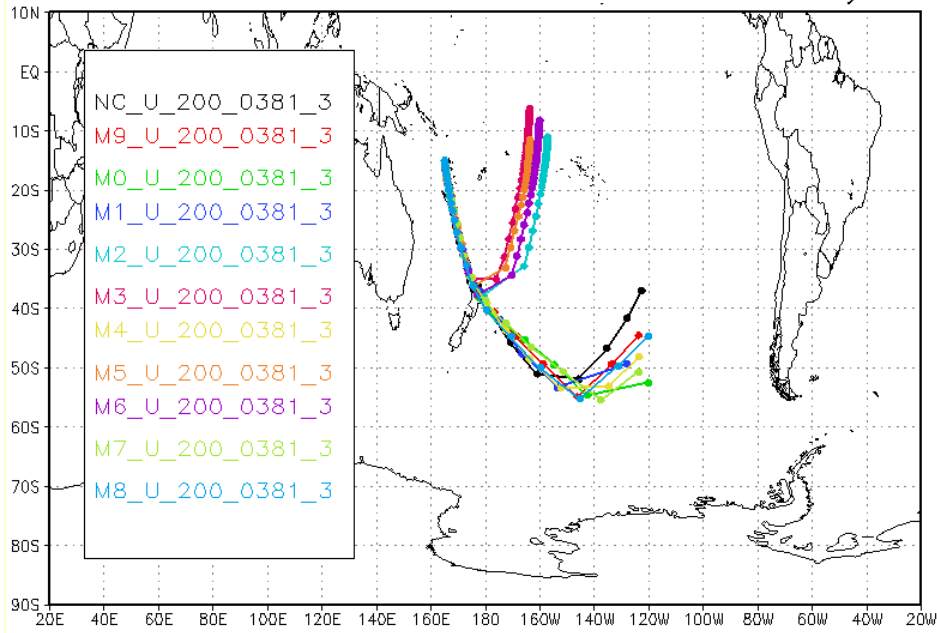 10N
EQ
10S
20S
30S
40S
50S
60S
70S
80S
90S
NC_U_200_0381_3
M9_U_200_0381_3
M0_U_200_0381_3
M1_U_200_0381_3
M2_U_200_0381_3
M3_U_200_0381_3
M4_U_200_0381_3
M5_U_200_0381_3
M6_U_200_0381_3
M7_U_200_0381_3
M8_U_200_0381_3
20E 40E 60E 80E 100E 120E 140E 160E 180 160W 140W 120W 100W 80W 60W 40W 20W